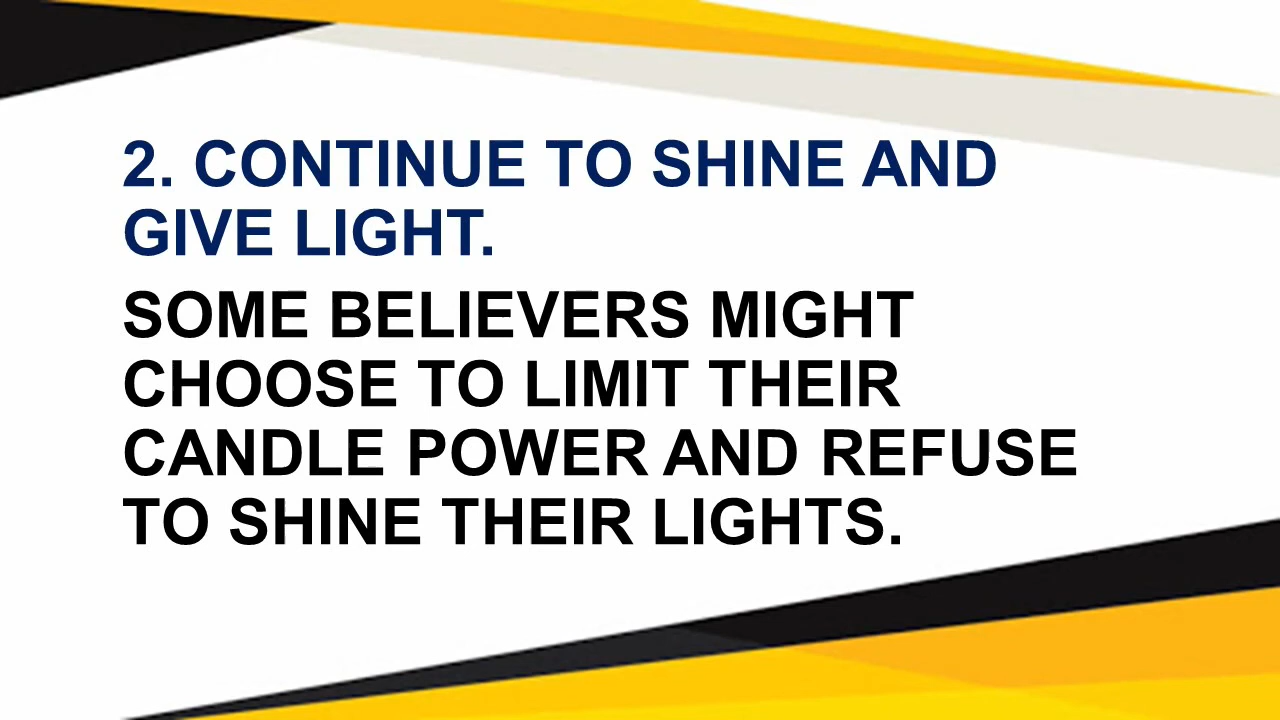 2. CONTINUE TO SHINE AND
GIVE LIGHT.
SOME BELIEVERS MIGHT
CHOOSE TO LIMIT THEIR
CANDLE POWER AND REFUSE
TO SHINE THEIR LIGHTS.